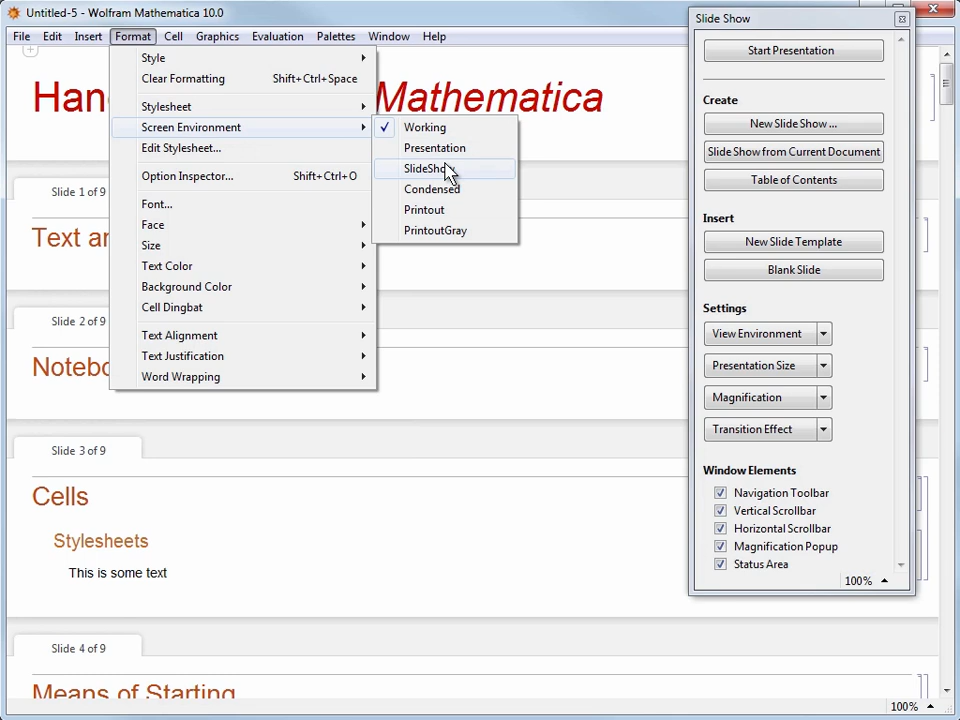 Untitled-5 - Wolfram Mathematica 10.0
File Edit Insert Format Cell Graphics Evaluation Palettes Window Help
Mathematica
Style
Clear Formatting Shift+Ctrl+Space
Stylesheet
Screen Environment
Edit Stylesheet...
Option Inspector... Shift+Ctrl+O
Font...
Face
Size
Text Color
Background Color
Cell Dingbat
Text Alignment
Text Justification
Word Wrapping
Working
Presentation
SlideShow
Condensed
Printout
PrintoutGray
Slide 1 of 9
Text
Slide 2 of 9
Slide 3 of 9
Cells
Stylesheets
This is some text
Slide 4 of 9
Means of Starting
100%
Slide Show
Start Presentation
Create
New Slide Show ...
Slide Show from Current Document
Table of Contents
Insert
New Slide Template
Blank Slide
Settings
View Environment
Presentation Size
Magnification
Transition Effect
Window Elements
Navigation Toolbar
Vertical Scrollbar
Horizontal Scrollbar
Magnification Popup
Status Area
100%